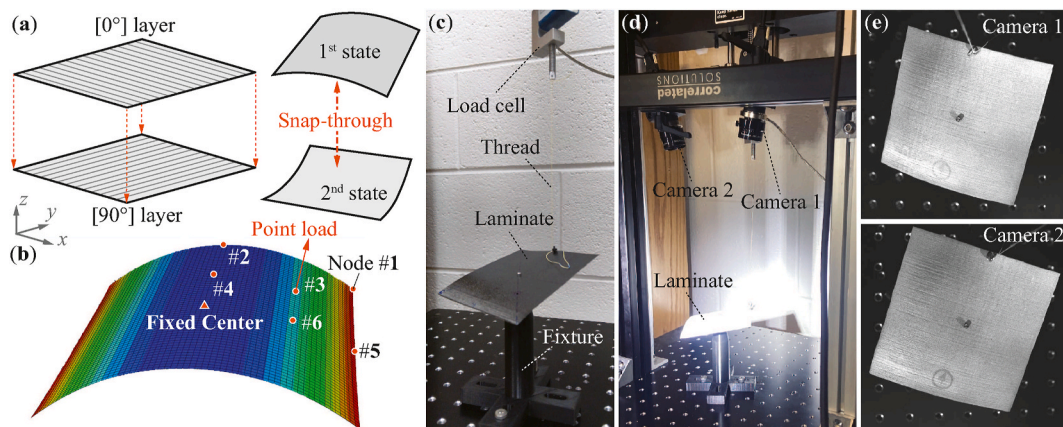 (a)
[0°] layer
[90°] layer
z
y
x
1st state
Snap-through
2nd state
(b)
Point load
#2
Node #1
#3
#4
Fixed Center
#6
#5
(c)
Load cell
Thread
Laminate
Fixture
(d)
correlated
SOLUTIONS
Camera 2
Camera 1
Laminate
(e)
Camera 1
Camera 2
4